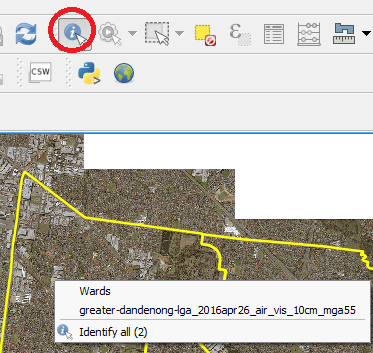 CSW
Wards
greater-dandenong-lga_2016apr26_air_vis_10cm_mga55
Identify all (2)